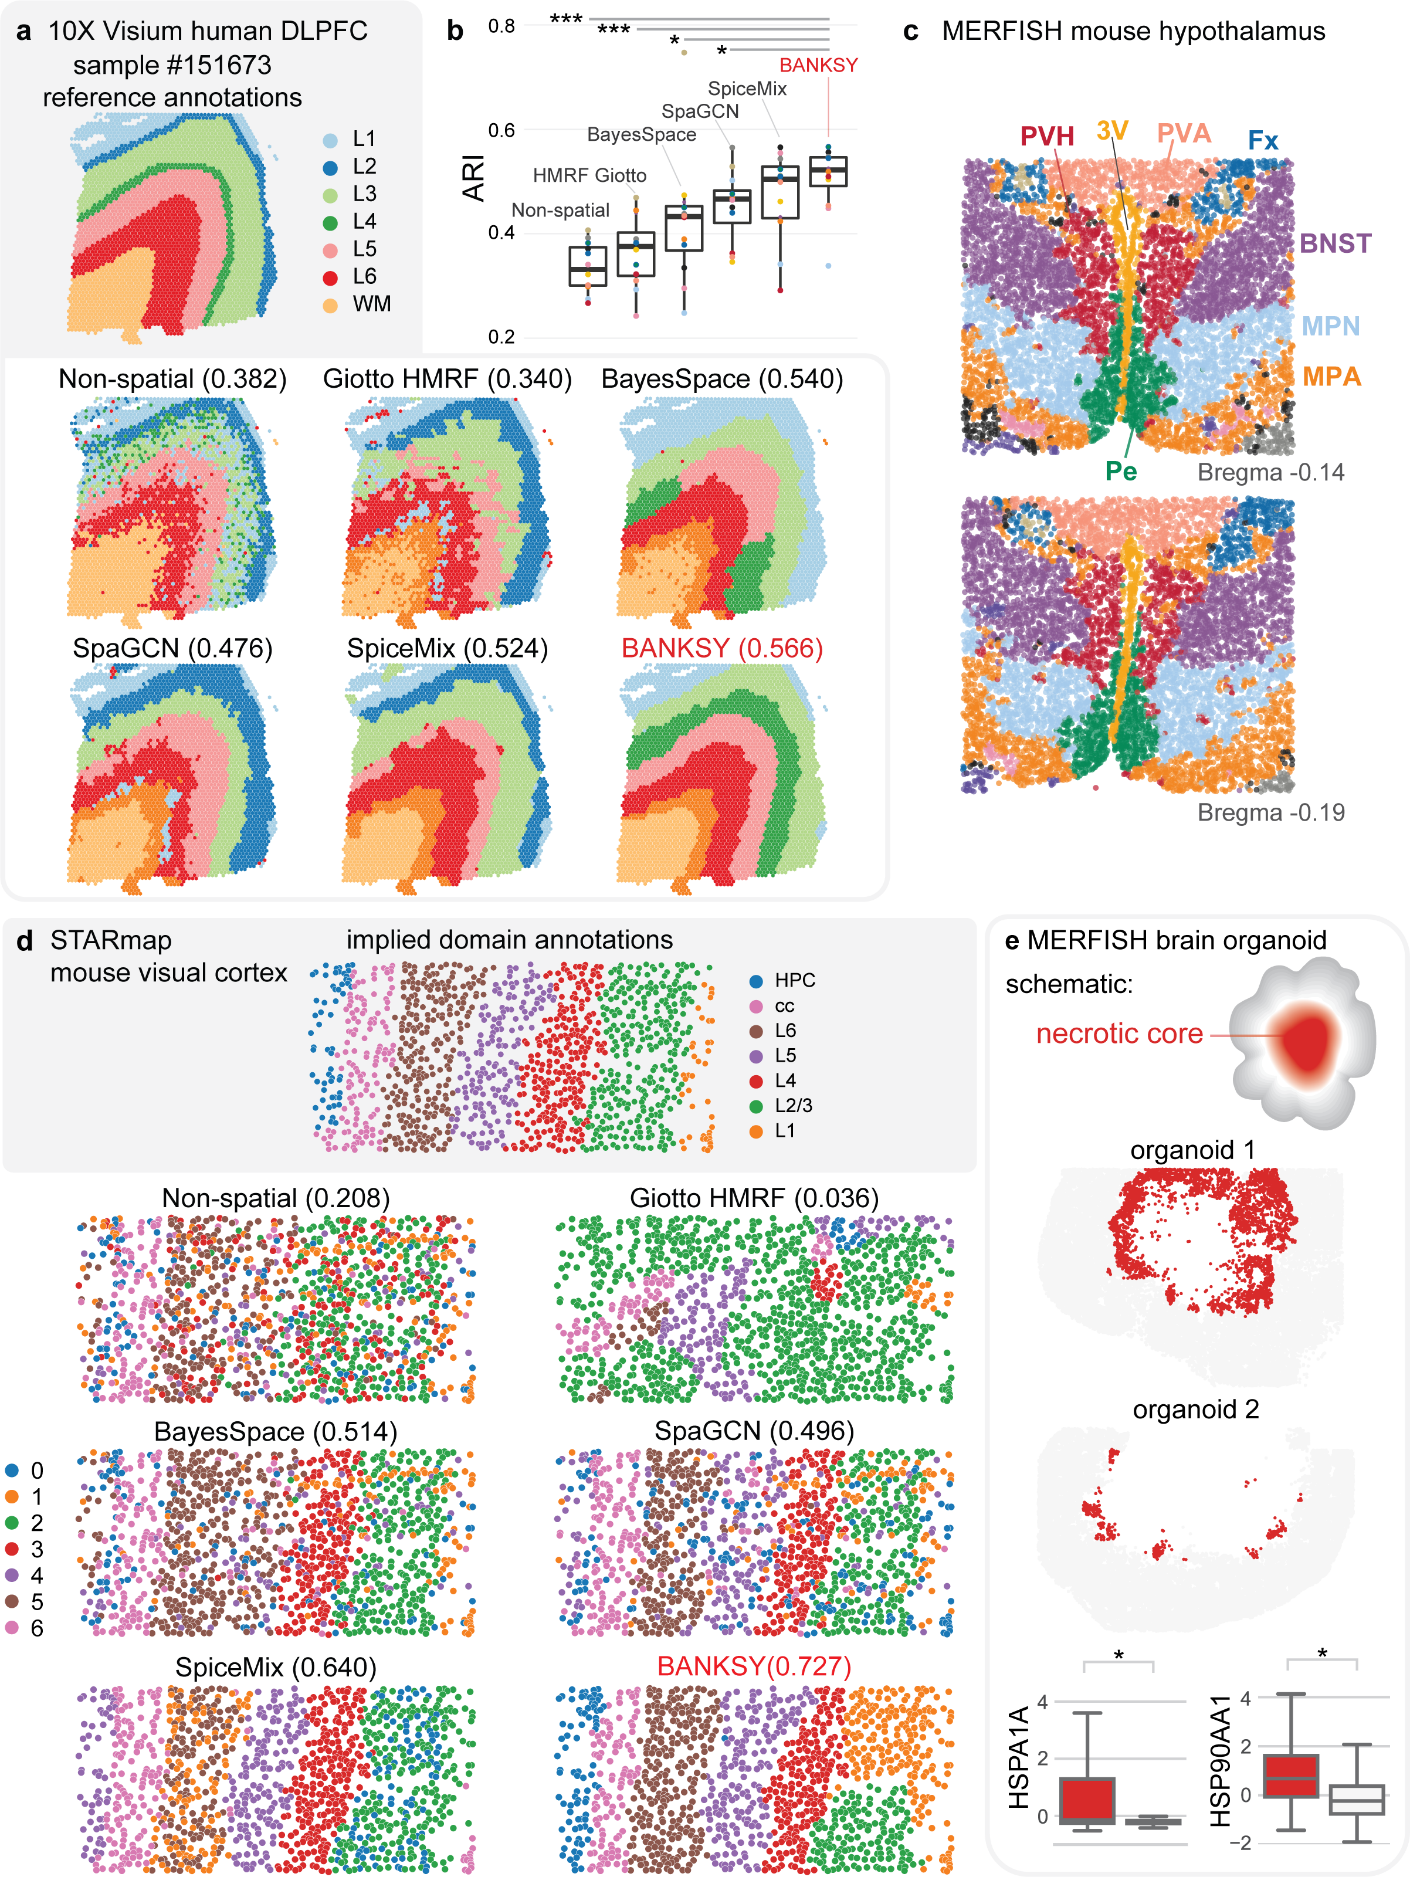 a 10X Visium human DLPFC
sample #151673
reference annotations
L1
L2
L3
L4
L5
L6
WM
b
ARI
0.8
0.6
0.4
0.2
***
***
*
*
BANKSY
SpiceMix
SpaGCN
BayesSpace
HMRF Giotto
Non-spatial
Non-spatial (0.382)
Giotto HMRF (0.340)
BayesSpace (0.540)
SpaGCN (0.476)
SpiceMix (0.524)
BANKSY (0.566)
c MERFISH mouse hypothalamus
PVH
3V
PVA
Fx
BNST
MPN
MPA
Pe
Bregma -0.14
Bregma -0.19
d STARmap
mouse visual cortex
implied domain annotations
HPC
cc
L6
L5
L4
L2/3
L1
Non-spatial (0.208)
Giotto HMRF (0.036)
BayesSpace (0.514)
SpaGCN (0.496)
0
1
2
3
4
5
6
SpiceMix (0.640)
BANKSY(0.727)
e MERFISH brain organoid
schematic:
necrotic core
organoid 1
organoid 2
*
HSPA1A
4
2
0
*
HSP90AA1
4
2
0
−2